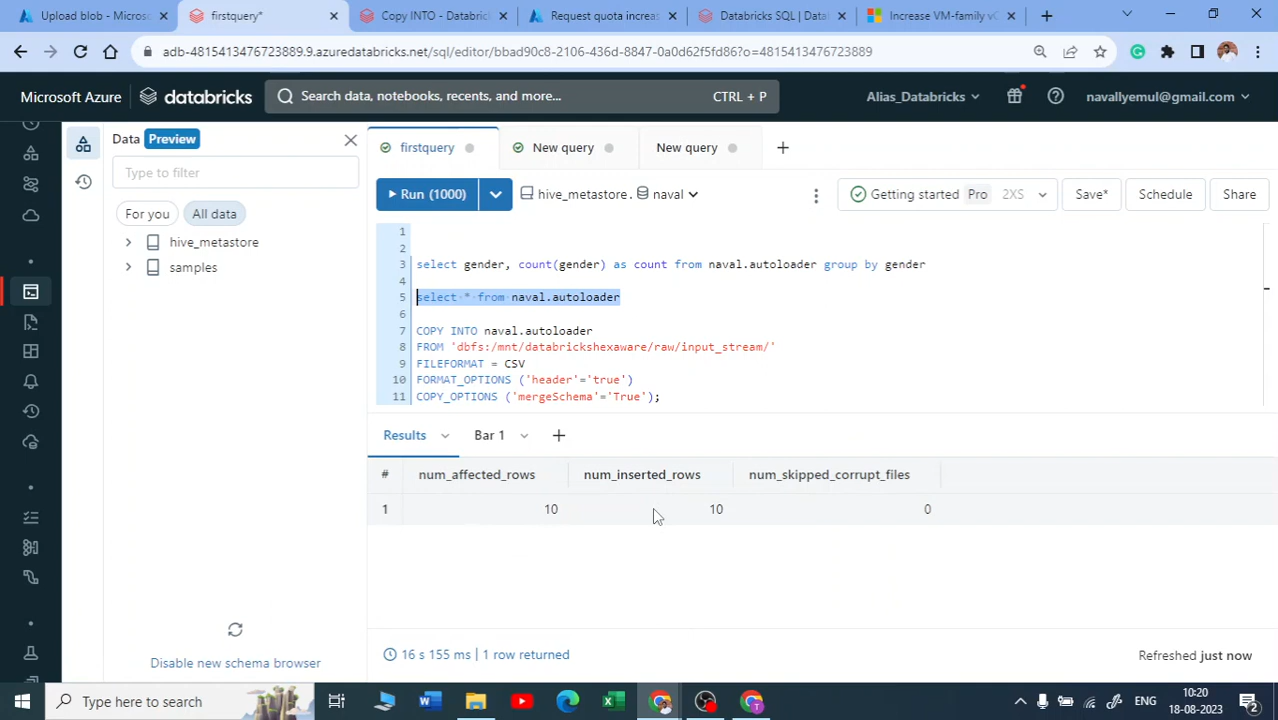 Upload blob - Microsoft
firstquery*
Copy INTO - Databrick
Request quota increas
Databricks SQL | Datab
Increase VM-family vC
adb-4815413476723889.9.azuredatabricks.net/sql/editor/bbad90c8-2106-436d-8847-0a0d62f5fd86?o=4815413476723889
Microsoft Azure
databricks
Search data, notebooks, recents, and more...
CTRL + P
Alias_Databricks
navallyemul@gmail.com
Data
Preview
firstquery
New query
New query
Type to filter
For you
All data
hive_metastore
samples
Run (1000)
hive_metastore.
naval
Getting started
Pro
2XS
Save*
Schedule
Share
1
2
3 select gender, count(gender) as count from naval.autoloader group by gender
4
5 select * from naval.autoloader
6
7 COPY INTO naval.autoloader
8 FROM 'dbfs:/mnt/databrickshexaware/raw/input_stream/'
9 FILEFORMAT = CSV
10 FORMAT_OPTIONS ('header'='true')
11 COPY_OPTIONS ('mergeSchema'='True');
Results
Bar 1
# num_affected_rows num_inserted_rows num_skipped_corrupt_files
1 10 10 0
Disable new schema browser
16 s 155 ms | 1 row returned
Refreshed just now
Type here to search
ENG
10:20
18-08-2023
2